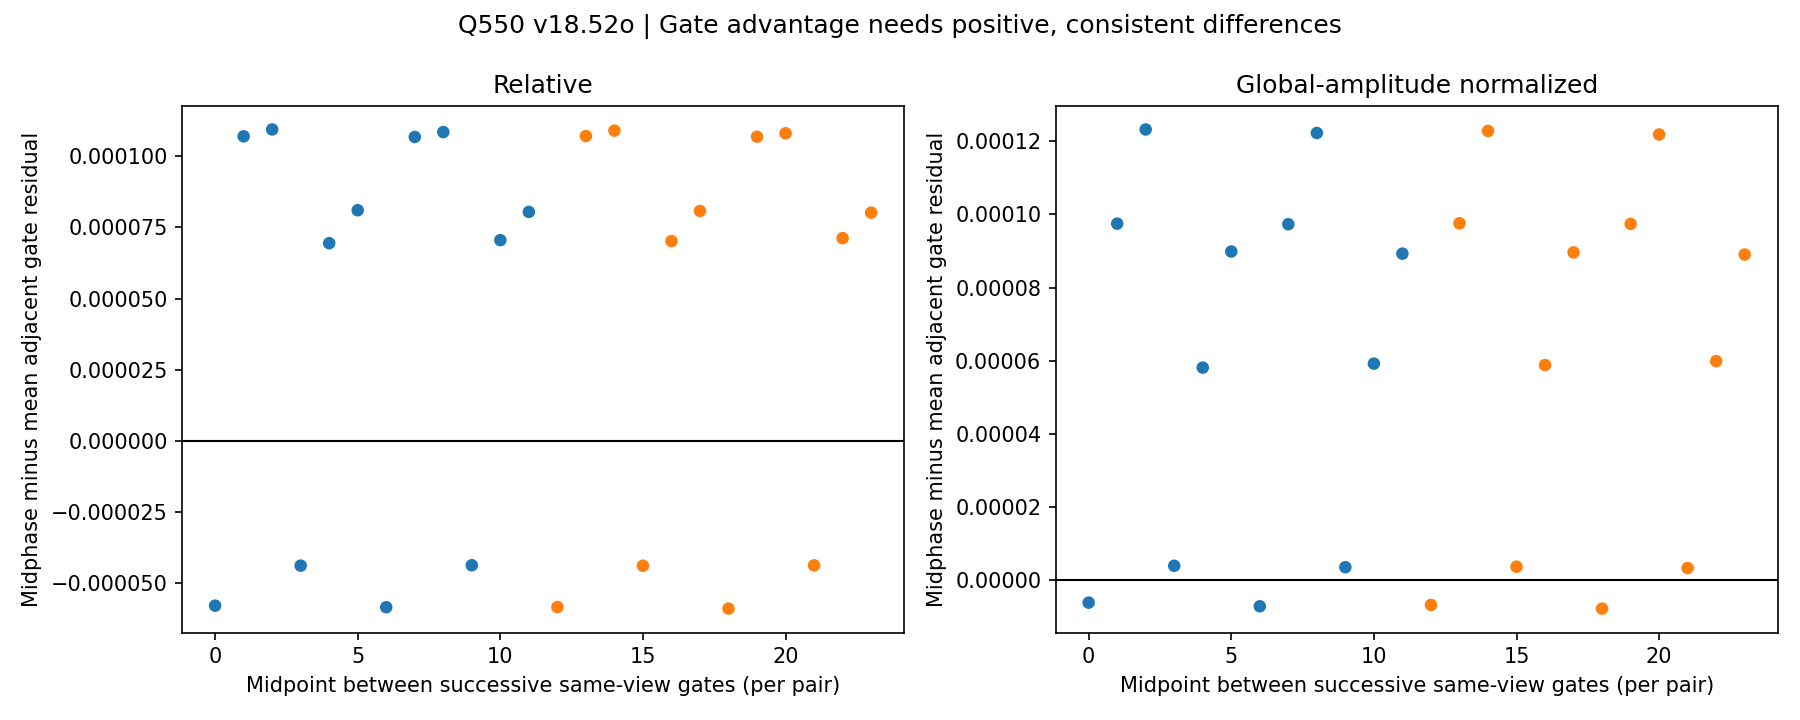 Q550 v18.52o | Gate advantage needs positive, consistent differences
Relative
Midphase minus mean adjacent gate residual
0.000100
0.000075
0.000050
0.000025
0.000000
−0.000025
−0.000050
0 5 10 15 20
Midpoint between successive same-view gates (per pair)
Global-amplitude normalized
Midphase minus mean adjacent gate residual
0.00012
0.00010
0.00008
0.00006
0.00004
0.00002
0.00000
0 5 10 15 20
Midpoint between successive same-view gates (per pair)